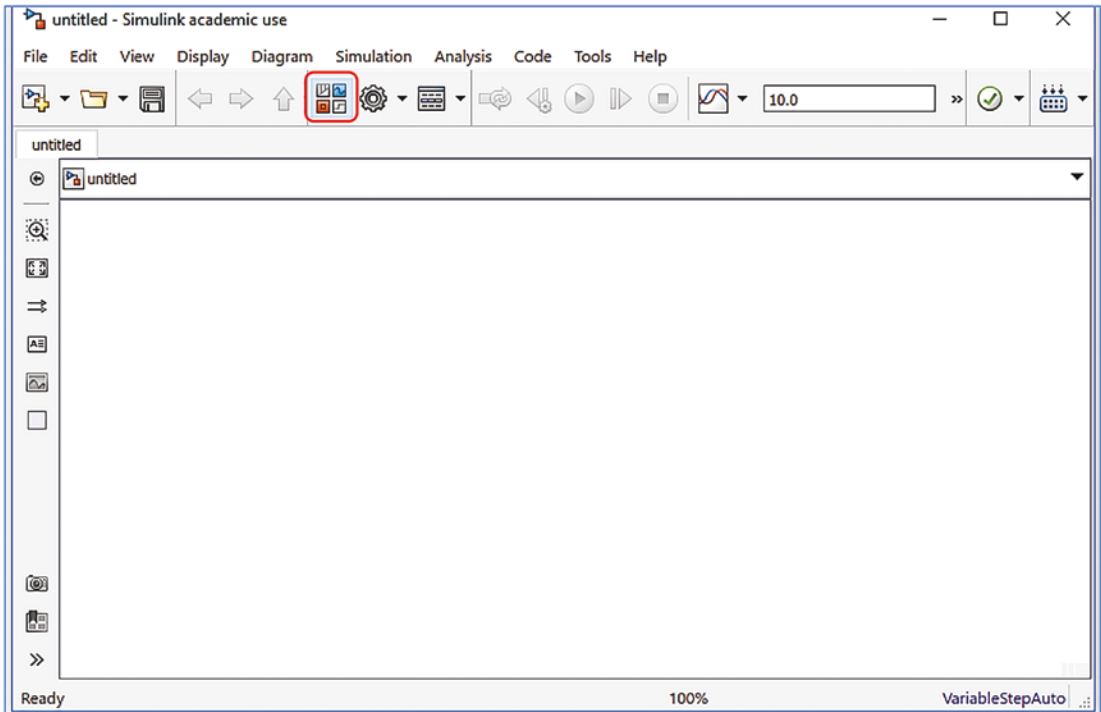 untitled - Simulink academic use
File Edit View Display Diagram Simulation Analysis Code Tools Help
10.0
untitled
untitled
Ready 100% VariableStepAuto